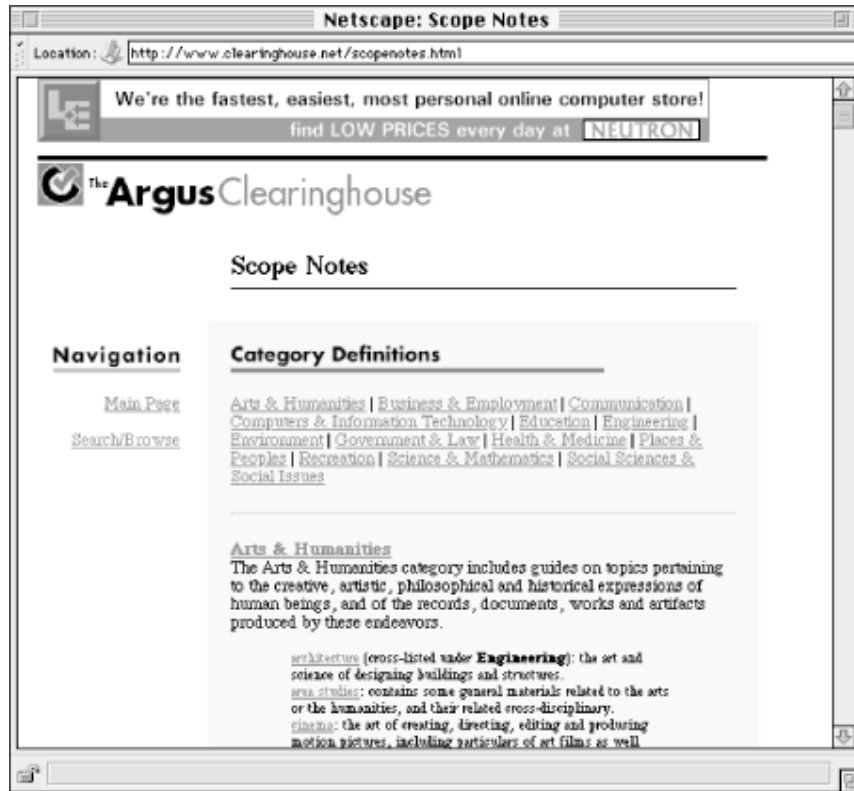 Netscape: Scope Notes
Location: http://www.clearinghouse.net/scopenotes.html
LE
We're the fastest, easiest, most personal online computer store!
find LOW PRICES every day at NEUTRON
The Argus Clearinghouse
Scope Notes
Navigation
Main Page
Search/Browse
Category Definitions
Arts & Humanities | Business & Employment | Communication |
Computers & Information Technology | Education | Engineering |
Environment | Government & Law | Health & Medicine | Places &
Peoples | Recreation | Science & Mathematics | Social Sciences &
Social Issues
Arts & Humanities
The Arts & Humanities category includes guides on topics pertaining
to the creative, artistic, philosophical and historical expressions of
human beings, and of the records, documents, works and artifacts
produced by these endeavors.
architecture (cross-listed under Engineering): the art and
science of designing buildings and structures.
area studies: contains some general materials related to the arts
or the humanities, and their related cross-disciplinary.
cinema: the art of creating, directing, editing and producing
motion pictures, including particulars of art films as well